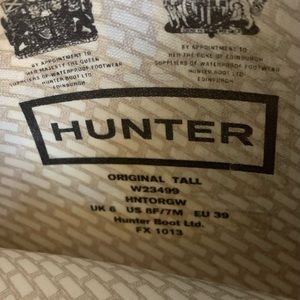 BY APPOINTMENT TO
HER MAJESTY THE QUEEN
SUPPLIERS OF WATERPROOF FOOTWEAR
HUNTER BOOT LTD
EDINBURGH
BY APPOINTMENT TO
HRH THE DUKE OF EDINBURGH
SUPPLIERS OF WATERPROOF FOOTWEAR
HUNTER BOOT LTD
EDINBURGH
HUNTER
ORIGINAL TALL
W23499
HNTORGW
UK 6 US 8F/7M EU 39
Hunter Boot Ltd.
FX 1013